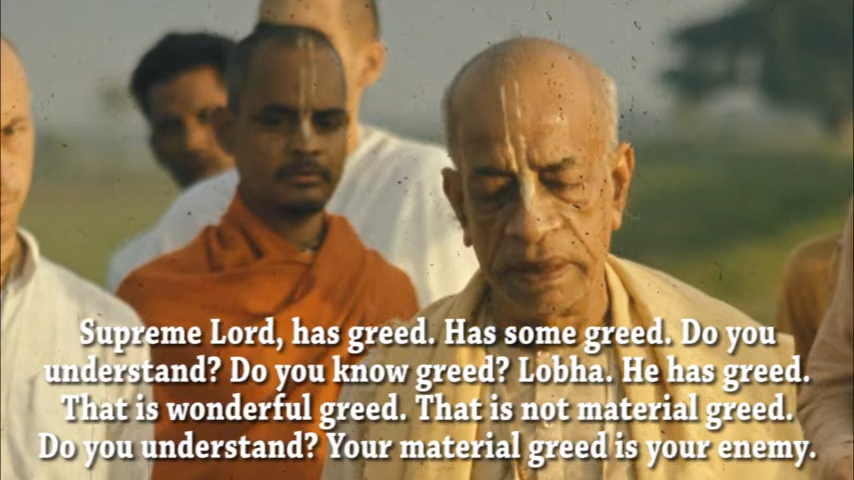 Supreme Lord, has greed. Has some greed. Do you
understand? Do you know greed? Lobha. He has greed.
That is wonderful greed. That is not material greed.
Do you understand? Your material greed is your enemy.